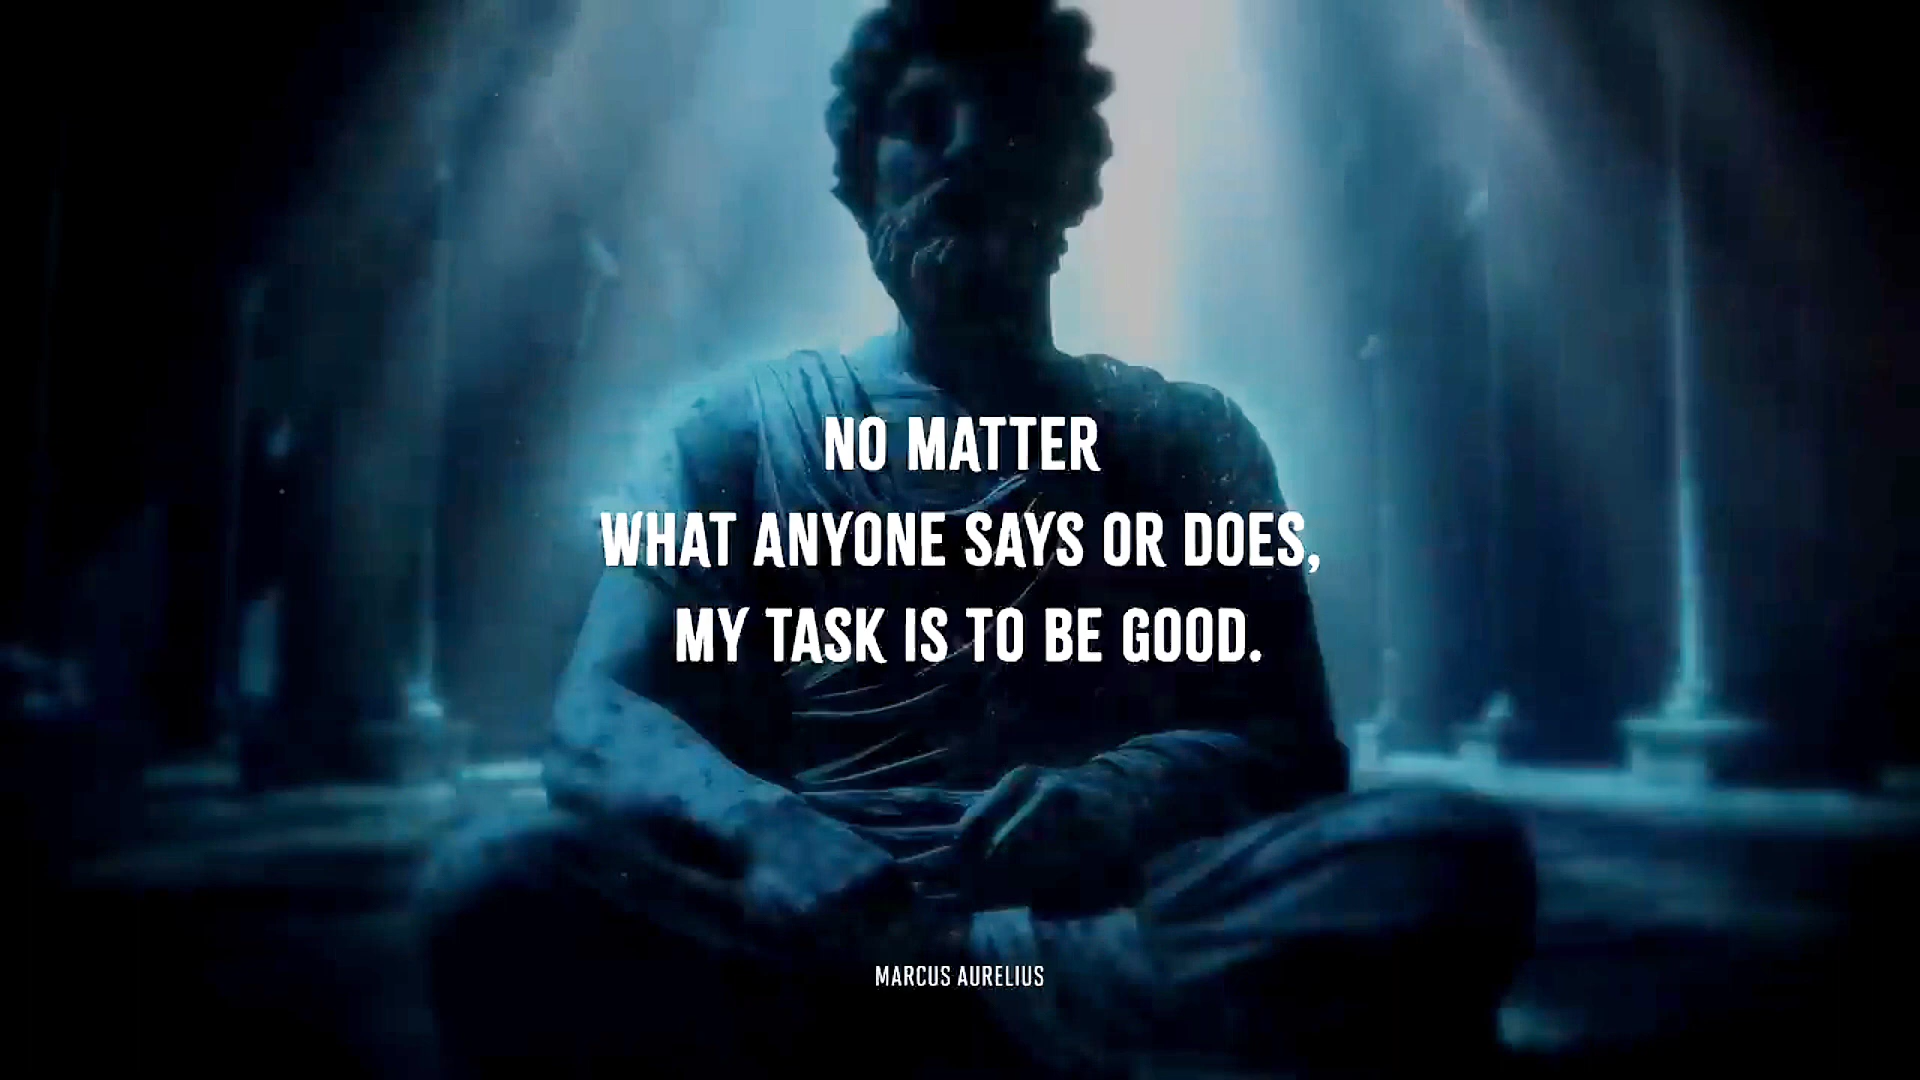 NO MATTER
WHAT ANYONE SAYS OR DOES,
MY TASK IS TO BE GOOD.
MARCUS AURELIUS